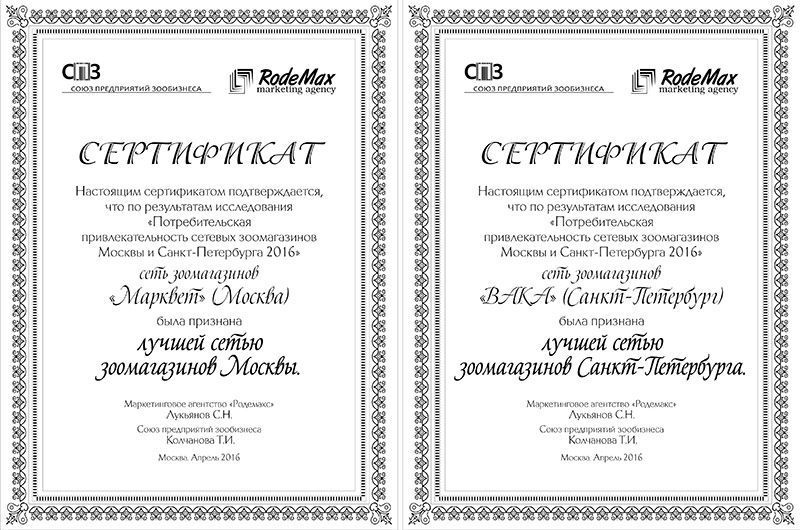 СПЗ
СОЮЗ ПРЕДПРИЯТИЙ ЗООБИЗНЕСА
RodeMax
marketing agency
СЕРТИФИКАТ
Настоящим сертификатом подтверждается,
что по результатам исследования
«Потребительская
привлекательность сетевых зоомагазинов
Москвы и Санкт-Петербурга 2016»
сеть зоомагазинов
«Марквет» (Москва)
была признана
лучшей сетью
зоомагазинов Москвы.
Маркетинговое агентство «Родемакс»
Лукьянов С.Н.
Союз предприятий зообизнеса
Колчанова Т.И.
Москва. Апрель 2016
СПЗ
СОЮЗ ПРЕДПРИЯТИЙ ЗООБИЗНЕСА
RodeMax
marketing agency
СЕРТИФИКАТ
Настоящим сертификатом подтверждается,
что по результатам исследования
«Потребительская
привлекательность сетевых зоомагазинов
Москвы и Санкт-Петербурга 2016»
сеть зоомагазинов
«ВАКА» (Санкт-Петербург)
была признана
лучшей сетью
зоомагазинов Санкт-Петербурга.
Маркетинговое агентство «Родемакс»
Лукьянов С.Н.
Союз предприятий зообизнеса
Колчанова Т.И.
Москва. Апрель 2016